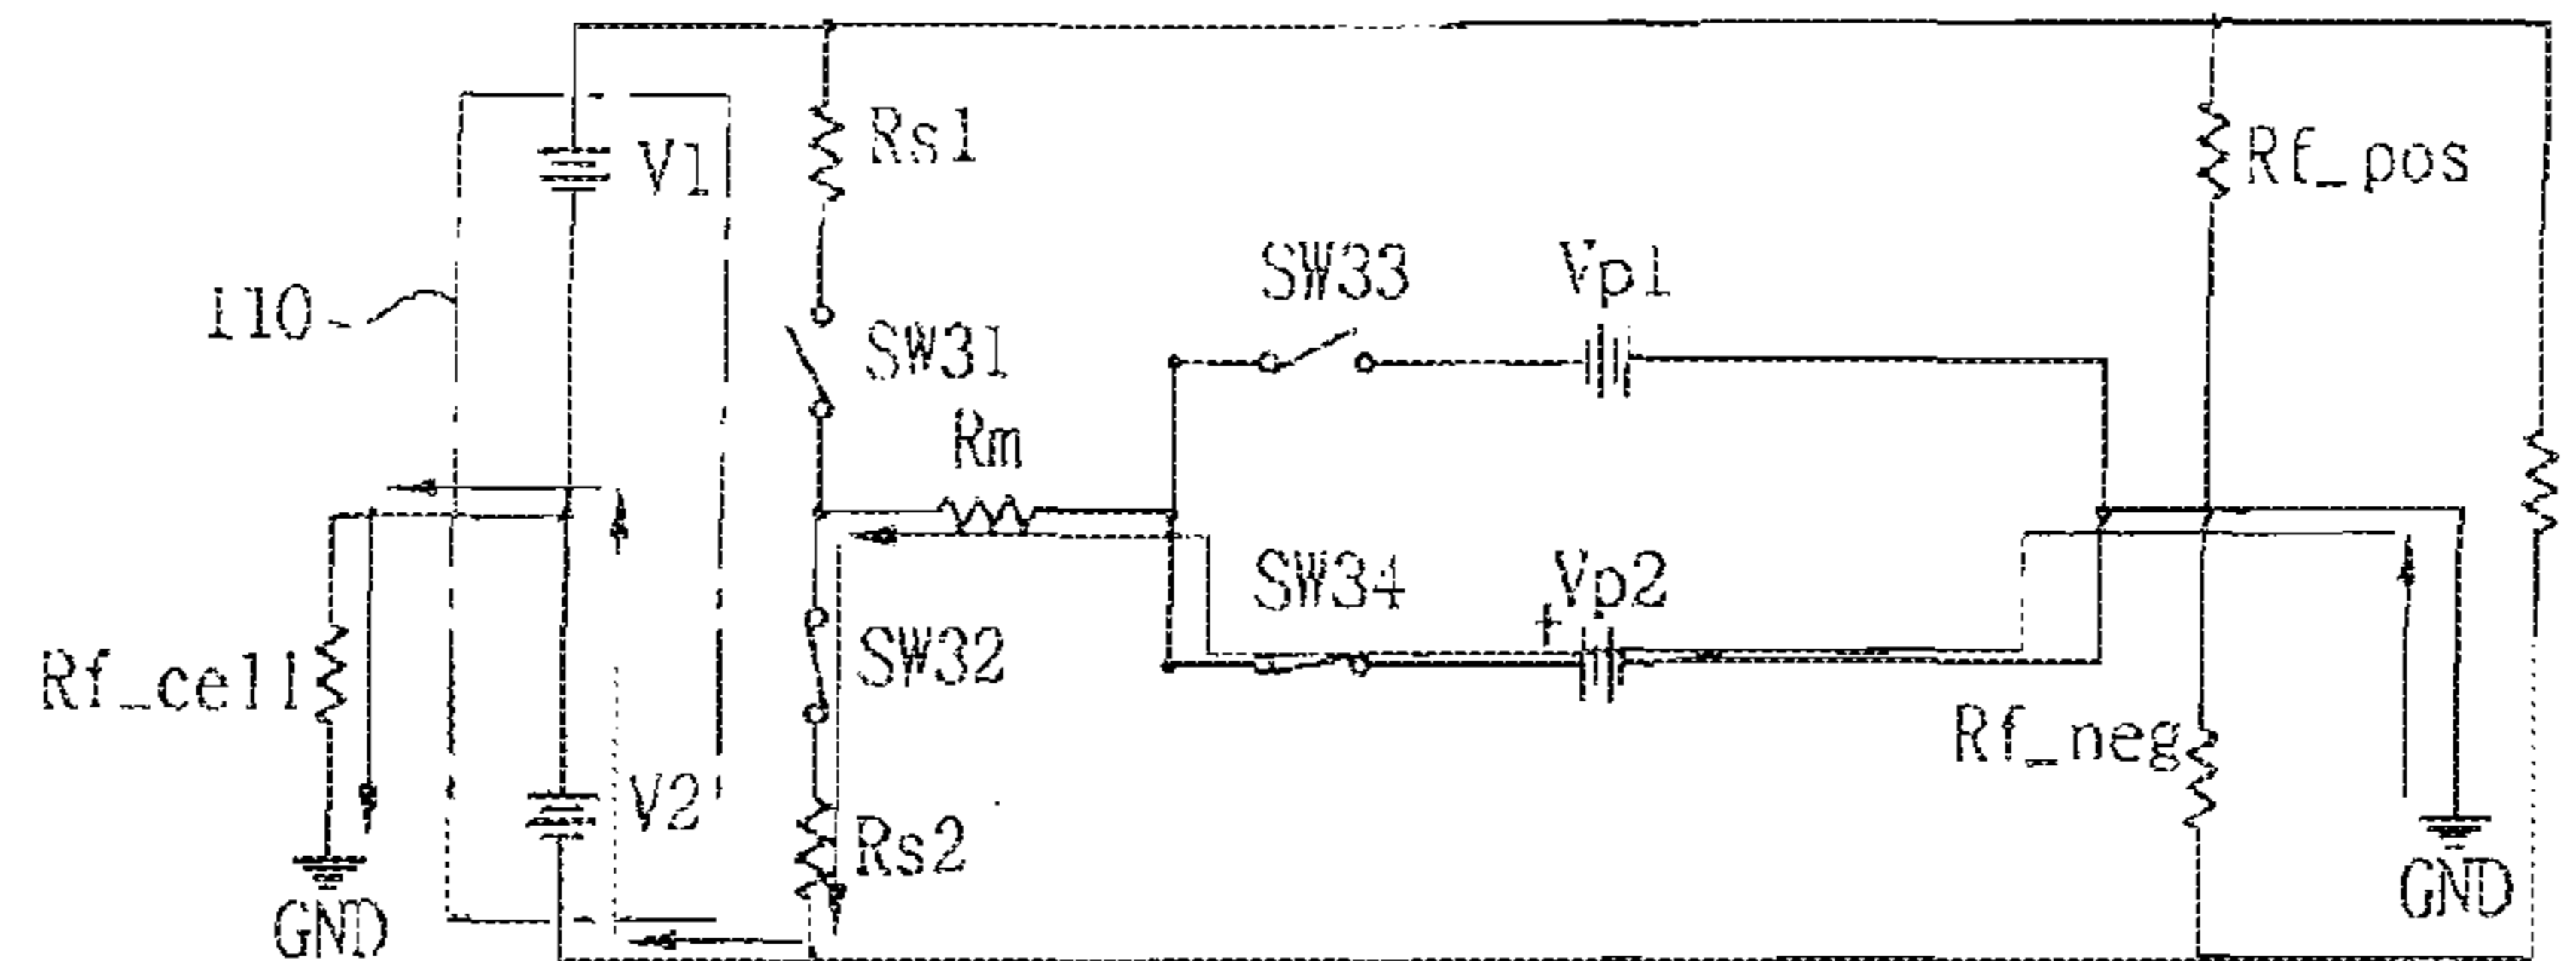 Rs1
V1
Rf_pos
SW33
Vp1
110
SW31
Rm
SW34
Vp2
+
SW32
Rf_cell
Rf_neg
V2
Rs2
GND
GND